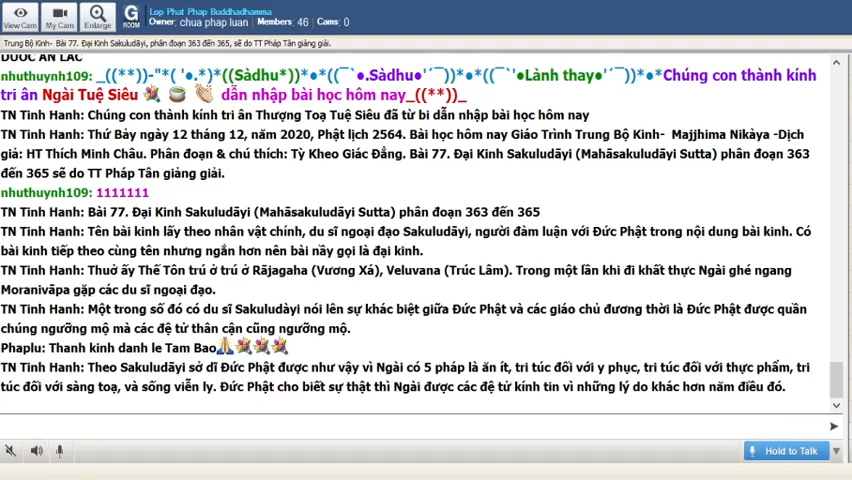 Lop Phat Phap Buddhadhamma
Owner: chua phap luan Members: 46 Cams: 0
View Cam My Cam Enlarge G ROOM
Trung Bộ Kinh- Bài 77. Đại Kinh Sakuludāyi, phân đoạn 363 đến 365, sẽ do TT Pháp Tân giảng giải.
ĐƯỢC AN LẠC
nhuthuynh109: _((**))-"*( '●.*)*((Sàdhu*))*●*((¯`●.Sàdhu●'´¯))*●*((¯`'●Lành thay●'´¯))*●*Chúng con thành kính
tri ân Ngài Tuệ Siêu dẫn nhập bài học hôm nay_((**))_
TN Tinh Hanh: Chúng con thành kính tri ân Thượng Toạ Tuệ Siêu đã từ bi dẫn nhập bài học hôm nay
TN Tinh Hanh: Thứ Bảy ngày 12 tháng 12, năm 2020, Phật lịch 2564. Bài học hôm nay Giáo Trình Trung Bộ Kinh- Majjhima Nikàya -Dịch
giả: HT Thích Minh Châu. Phân đoạn & chú thích: Tỳ Kheo Giác Đẳng. Bài 77. Đại Kinh Sakuludāyi (Mahāsakuludāyi Sutta) phân đoạn 363
đến 365 sẽ do TT Pháp Tân giảng giải.
nhuthuynh109: 1111111
TN Tinh Hanh: Bài 77. Đại Kinh Sakuludāyi (Mahāsakuludāyi Sutta) phân đoạn 363 đến 365
TN Tinh Hanh: Tên bài kinh lấy theo nhân vật chính, du sĩ ngoại đạo Sakuludāyi, người đàm luận với Đức Phật trong nội dung bài kinh. Có
bài kinh tiếp theo cùng tên nhưng ngắn hơn nên bài nầy gọi là đại kinh.
TN Tinh Hanh: Thuở ấy Thế Tôn trú ở trú ở Rājagaha (Vương Xá), Veluvana (Trúc Lâm). Trong một lần khi đi khất thực Ngài ghé ngang
Moranivāpa gặp các du sĩ ngoại đạo.
TN Tinh Hanh: Một trong số đó có du sĩ Sakuludàyi nói lên sự khác biệt giữa Đức Phật và các giáo chủ đương thời là Đức Phật được quần
chúng ngưỡng mộ mà các đệ tử thân cận cũng ngưỡng mộ.
Phaplu: Thanh kinh danh le Tam Bao
TN Tinh Hanh: Theo Sakuludāyi sở dĩ Đức Phật được như vậy vì Ngài có 5 pháp là ăn ít, tri túc đối với y phục, tri túc đối với thực phẩm, tri
túc đối với sàng toạ, và sống viễn ly. Đức Phật cho biết sự thật thì Ngài được các đệ tử kính tin vì những lý do khác hơn năm điều đó.
Hold to Talk